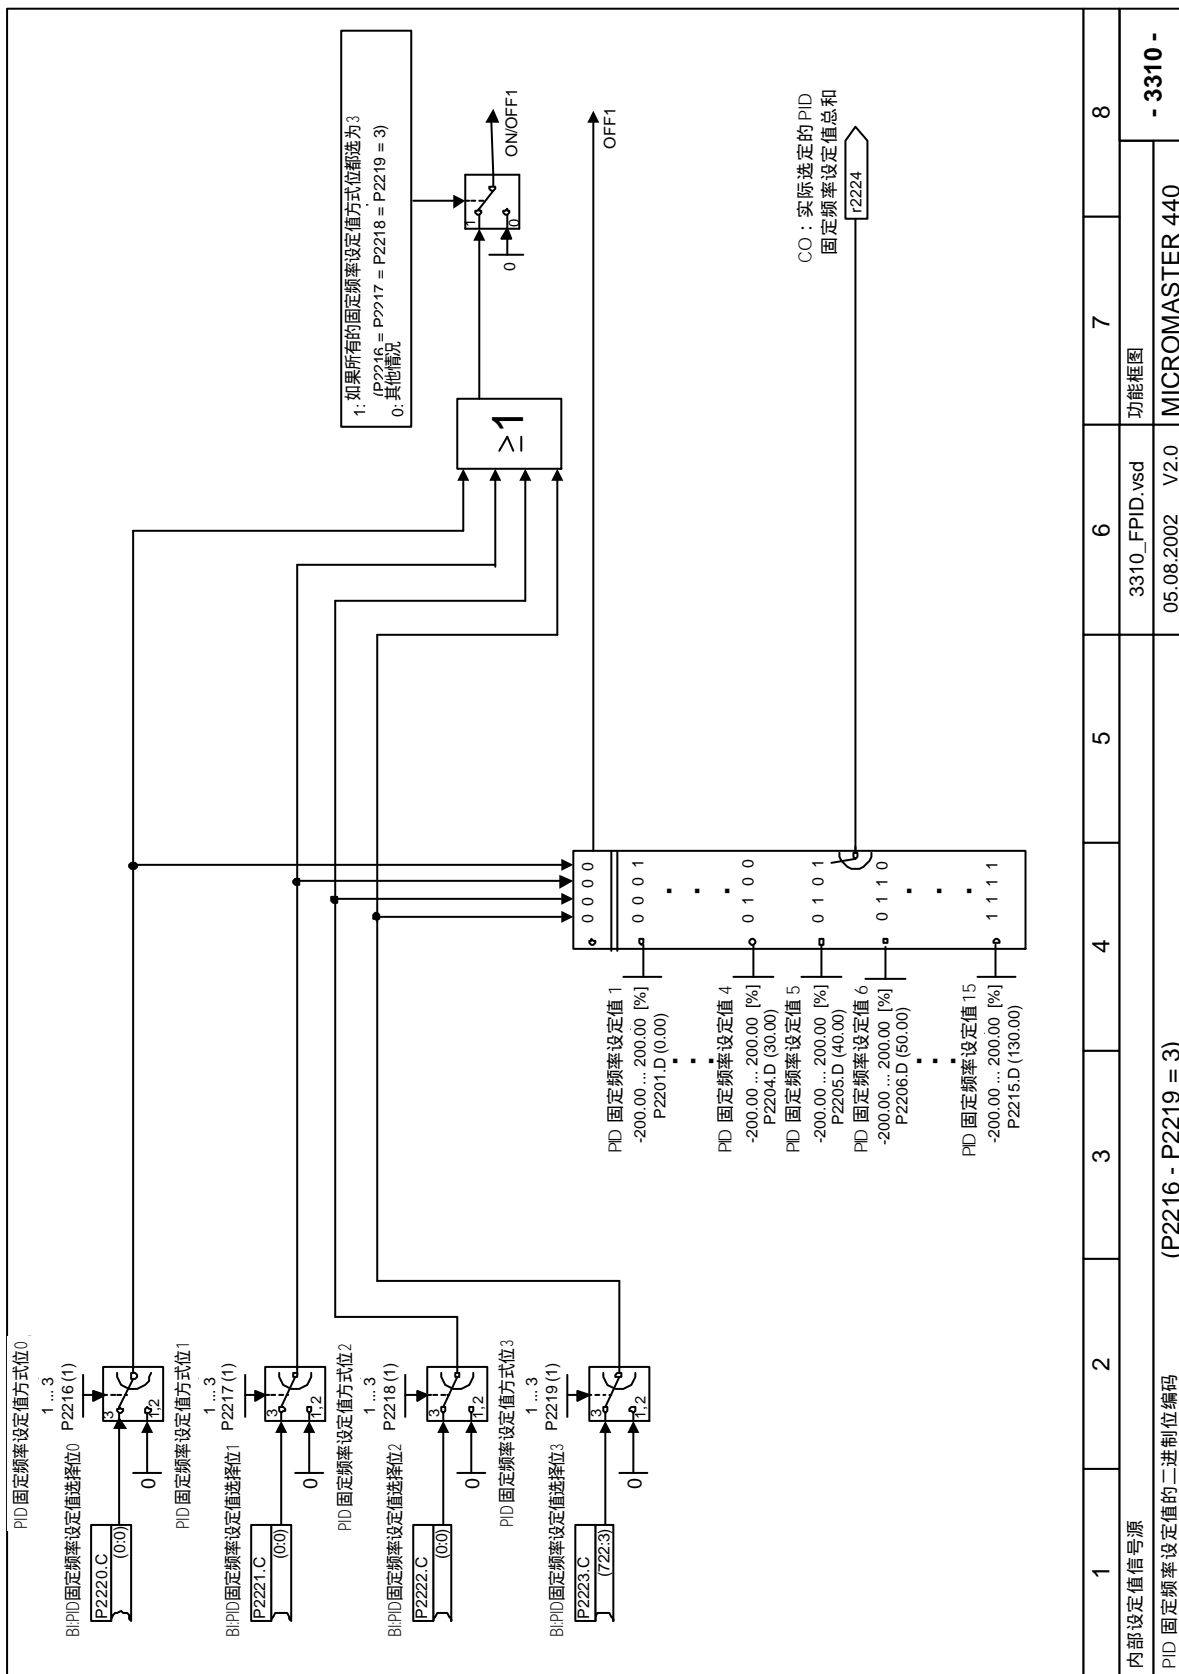 PID固定频率设定值方式位0
1 ... 3
P2216 (1)
BI:PID固定频率设定值选择位0
P2220.C
(0:0)
3
1,2
0
PID固定频率设定值方式位1
1 ... 3
P2217 (1)
BI:PID固定频率设定值选择位1
P2221.C
(0:0)
3
1,2
0
PID固定频率设定值方式位2
1 ... 3
P2218 (1)
BI:PID固定频率设定值选择位2
P2222.C
(0:0)
3
1,2
0
PID固定频率设定值方式位3
1 ... 3
P2219 (1)
BI:PID固定频率设定值选择位3
P2223.C
(722:3)
3
1,2
0
1: 如果所有的固定频率设定值方式位都选为3
(P2216 = P2217 = P2218 = P2219 = 3)
0: 其他情况
≥1
1
0
0
ON/OFF1
OFF1
0 0 0 0
0 0 0 1
. . .
0 1 0 0
0 1 0 1
0 1 1 0
. . .
1 1 1 1
PID 固定频率设定值 1
-200.00 ... 200.00 [%]
P2201.D (0.00)
. . .
PID 固定频率设定值 4
-200.00 ... 200.00 [%]
P2204.D (30.00)
PID 固定频率设定值 5
-200.00 ... 200.00 [%]
P2205.D (40.00)
PID 固定频率设定值 6
-200.00 ... 200.00 [%]
P2206.D (50.00)
. . .
PID 固定频率设定值 15
-200.00 ... 200.00 [%]
P2215.D (130.00)
CO：实际选定的 PID
固定频率设定值总和
r2224
1 2 3 4 5 6 7 8
内部设定值信号源 3310_FPID.vsd 功能框图 - 3310 -
PID 固定频率设定值的二进制位编码 (P2216 - P2219 = 3) 05.08.2002 V2.0 MICROMASTER 440